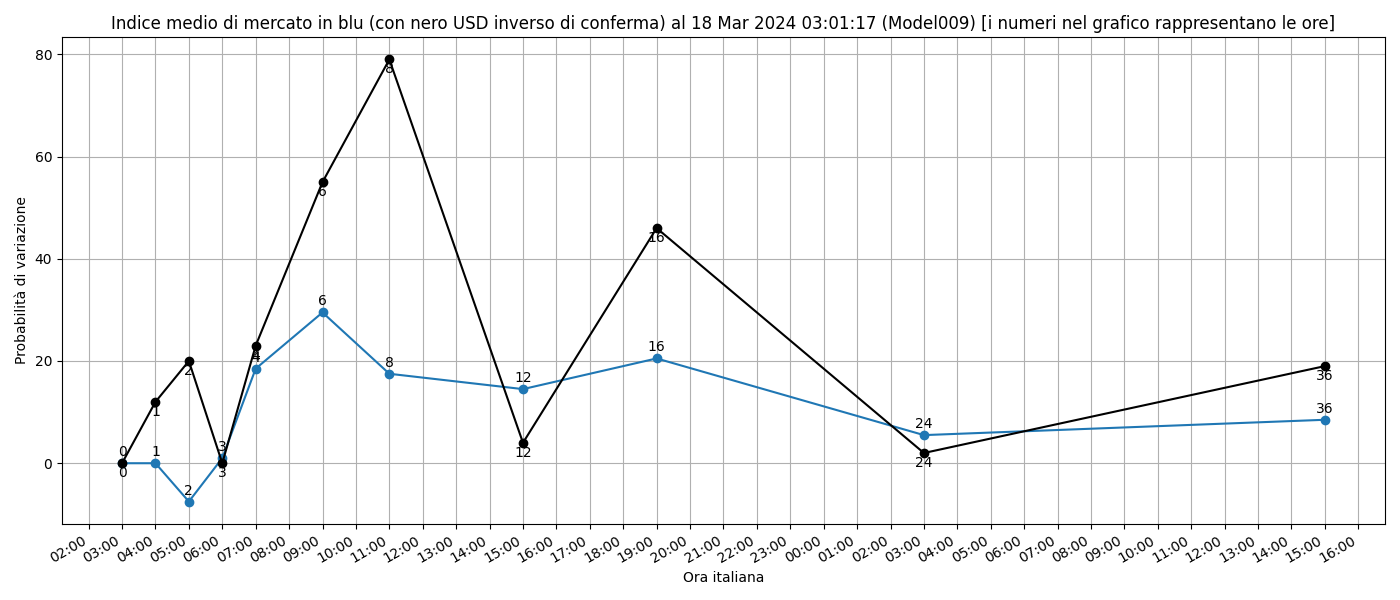 Indice medio di mercato in blu (con nero USD inverso di conferma) al 18 Mar 2024 03:01:17 (Model009) [i numeri nel grafico rappresentano le ore]
Probabilità di variazione
80
60
40
20
0
0 1 2 3 4 6 8 12 16 24 36
0 1 2 3 4 6 8 12 16 24 36
02:00 03:00 04:00 05:00 06:00 07:00 08:00 09:00 10:00 11:00 12:00 13:00 14:00 15:00 16:00 17:00 18:00 19:00 20:00 21:00 22:00 23:00 00:00 01:00 02:00 03:00 04:00 05:00 06:00 07:00 08:00 09:00 10:00 11:00 12:00 13:00 14:00 15:00 16:00
Ora italiana